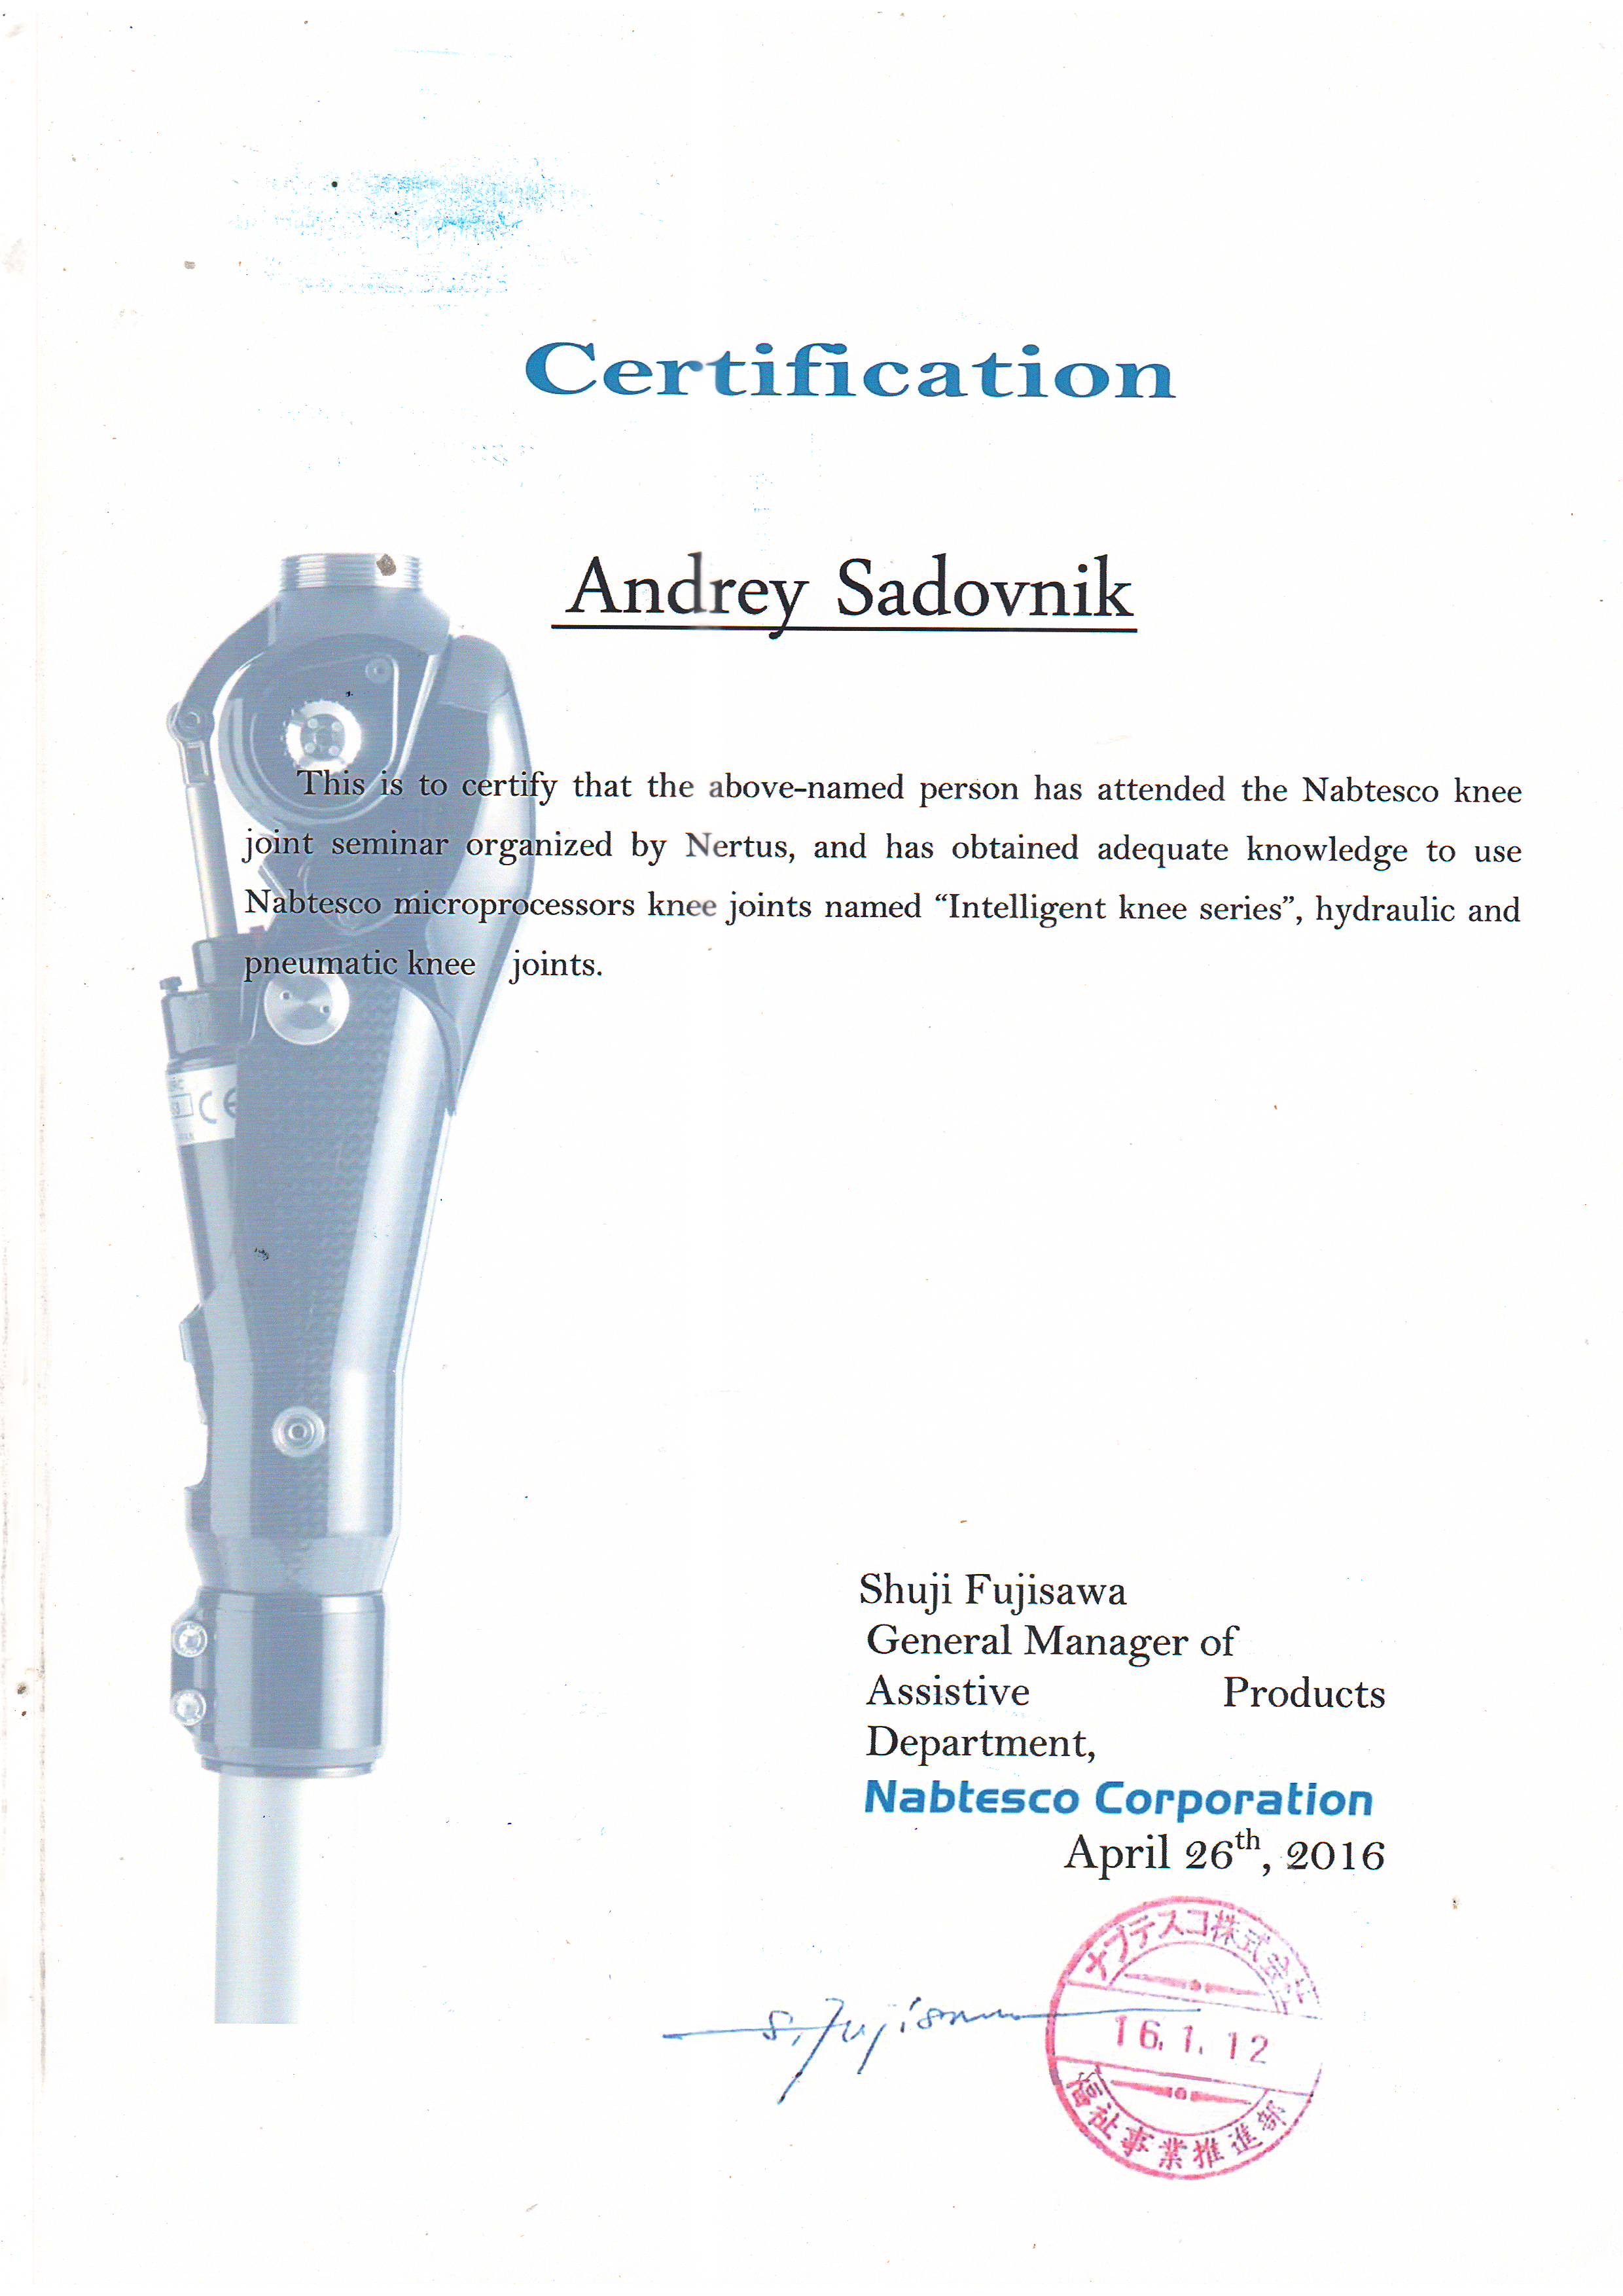 Certification
Andrey Sadovnik
This is to certify that the above-named person has attended the Nabtesco knee
joint seminar organized by Nertus, and has obtained adequate knowledge to use
Nabtesco microprocessors knee joints named “Intelligent knee series”, hydraulic and
pneumatic knee joints.
CE
Shuji Fujisawa
General Manager of
Assistive Products
Department,
Nabtesco Corporation
April 26th, 2016
S. Fujisawa
ナブテスコ株式会社
16.1.12
福祉事業推進部